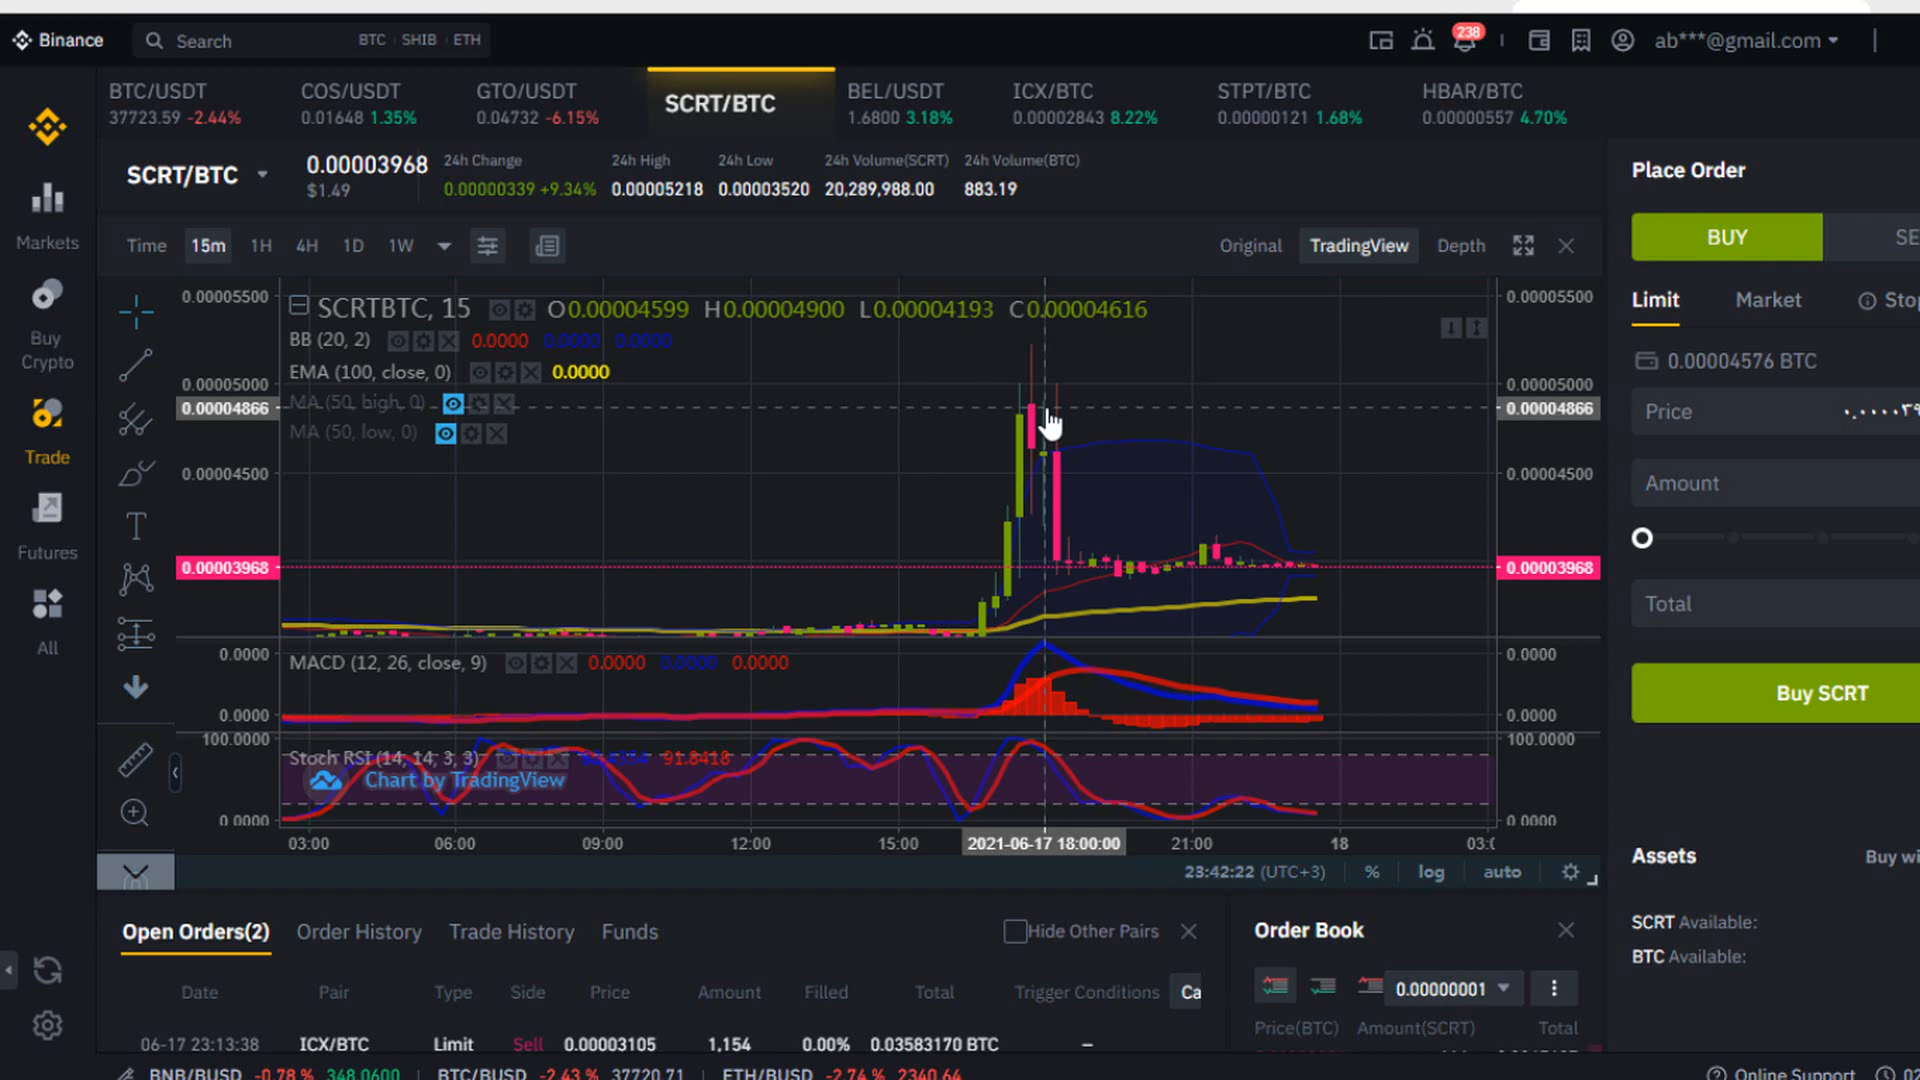 Binance Search BTC SHIB ETH 238 ab***@gmail.com
BTC/USDT COS/USDT GTO/USDT SCRT/BTC BEL/USDT ICX/BTC STPT/BTC HBAR/BTC
37723.59 -2.44% 0.01648 1.35% 0.04732 -6.15% 1.6800 3.18% 0.00002843 8.22% 0.00000121 1.68% 0.00000557 4.70%
SCRT/BTC 0.00003968 24h Change 24h High 24h Low 24h Volume(SCRT) 24h Volume(BTC)
$1.49 0.00000339 +9.34% 0.00005218 0.00003520 20,289,988.00 883.19
Place Order
BUY SE
Time 15m 1H 4H 1D 1W Original TradingView Depth
Limit Market Stop
0.00005500 SCRTBTC, 15 O0.00004599 H0.00004900 L0.00004193 C0.00004616 0.00005500
BB (20, 2) 0.0000 0.0000 0.0000
0.00004576 BTC
EMA (100, close, 0) 0.0000
0.00005000 0.00005000
MA (50, high, 0)
0.00004866 0.00004866
Price
MA (50, low, 0)
0.00004500 0.00004500
Amount
0.00003968 0.00003968
Total
0.0000 MACD (12, 26, close, 9) 0.0000 0.0000 0.0000 0.0000
Buy SCRT
0.0000 0.0000
100.0000 100.0000
Stoch RSI (14, 14, 3, 3) 91.8418
Chart by TradingView
0.0000 0.0000
03:00 06:00 09:00 12:00 15:00 2021-06-17 18:00:00 21:00 18
23:42:22 (UTC+3) % log auto
Markets
Buy
Crypto
Trade
Futures
All
Assets Buy wi
SCRT Available:
BTC Available:
Open Orders(2) Order History Trade History Funds Hide Other Pairs
Date Pair Type Side Price Amount Filled Total Trigger Conditions Ca
06-17 23:13:38 ICX/BTC Limit Sell 0.00003105 1,154 0.00% 0.03583170 BTC –
Order Book
0.00000001
Price(BTC) Amount(SCRT) Total
BNB/BUSD -0.78 % 348.0600 BTC/BUSD -2.43 % 37720.71 ETH/BUSD -2.74 % 2340.64 Online Support